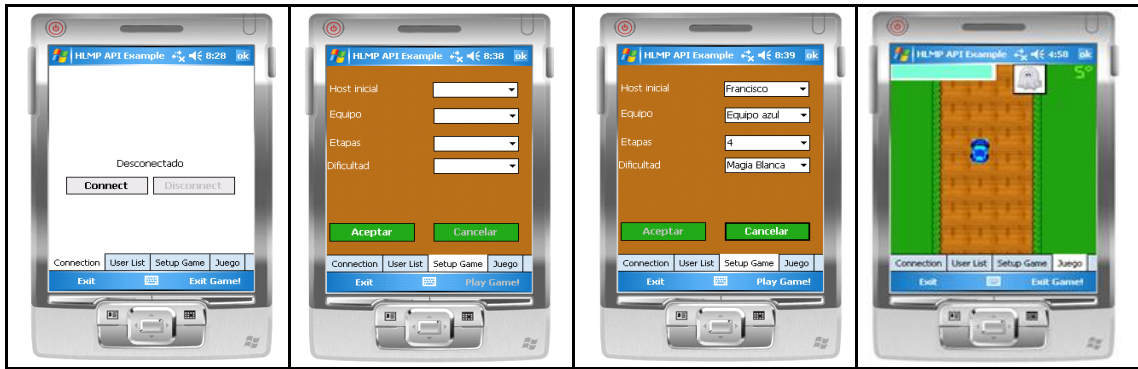 HLMP API Example 8:28 ok
Desconectado
Connect Disconnect
Connection User List Setup Game Juego
Exit Exit Game!
HLMP API Example 8:38 ok
Host inicial
Equipo
Etapas
Dificultad
Aceptar Cancelar
Connection User List Setup Game Juego
Exit Play Game!
HLMP API Example 8:39 ok
Host inicial Francisco
Equipo Equipo azul
Etapas 4
Dificultad Magia Blanca
Aceptar Cancelar
Connection User List Setup Game Juego
Exit Play Game!
HLMP API Example 4:58 ok
5°
Connection User List Setup Game Juego
Exit Exit Game!